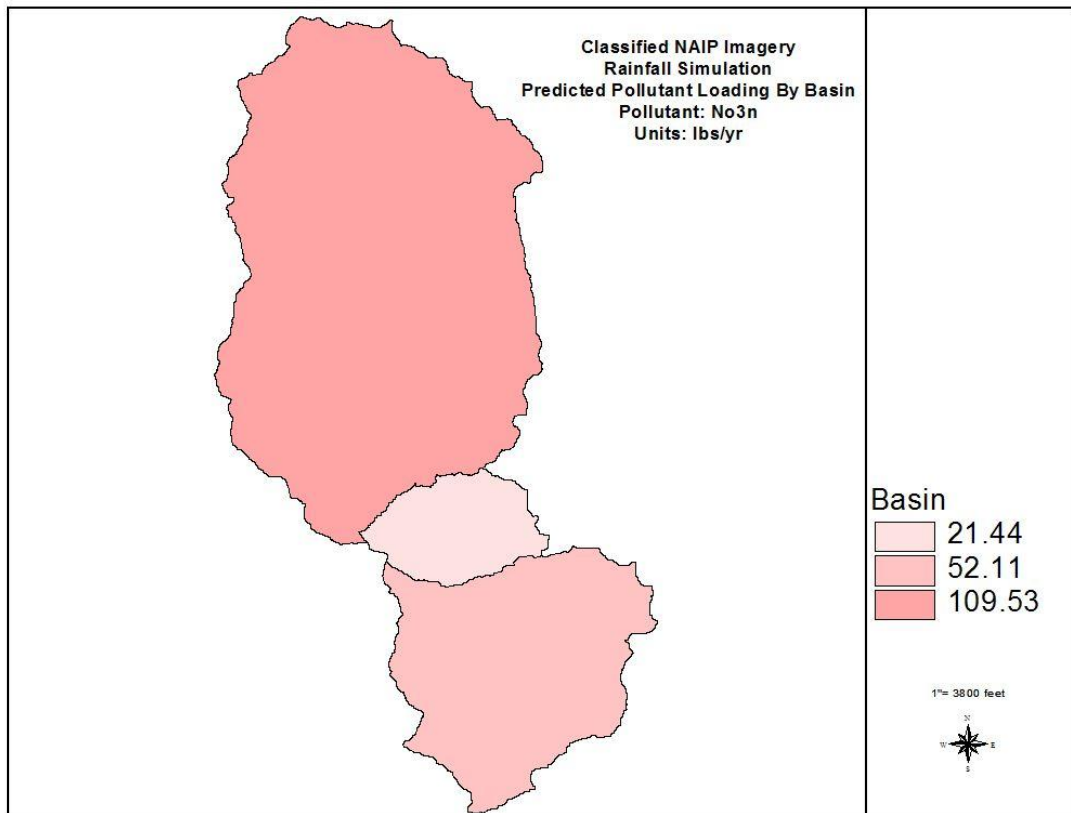 Classified NAIP Imagery
Rainfall Simulation
Predicted Pollutant Loading By Basin
Pollutant: No3n
Units: lbs/yr
Basin
21.44
52.11
109.53
1"= 3800 feet
N
W E
S